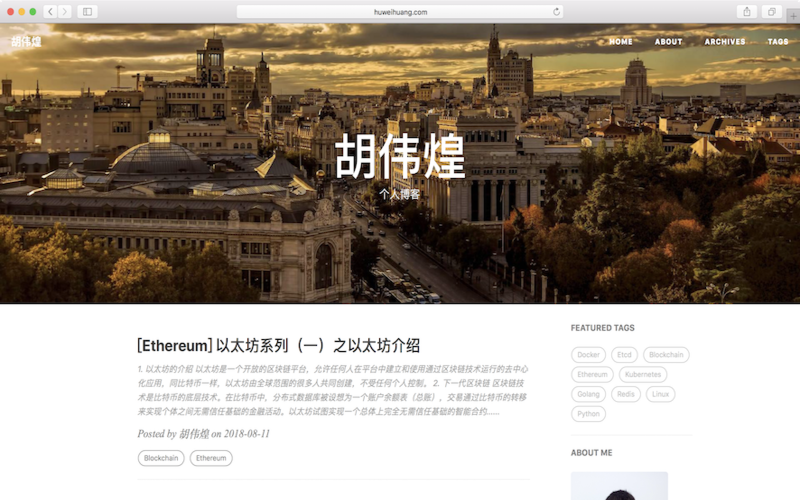 huweihuang.com
胡伟煌
HOME ABOUT ARCHIVES TAGS
胡伟煌
个人博客
[Ethereum] 以太坊系列（一）之以太坊介绍
1. 以太坊的介绍 以太坊是一个开放的区块链平台，允许任何人在平台中建立和使用通过区块链技术运行的去中心
化应用，同比特币一样，以太坊由全球范围的很多人共同创建，不受任何个人控制。 2. 下一代区块链 区块链技
术是比特币的底层技术。在比特币中，分布式数据库被设想为一个账户余额表（总账），交易通过比特币的转移
来实现个体之间无需信任基础的金融活动。以太坊试图实现一个总体上完全无需信任基础的智能合约......
Posted by 胡伟煌 on 2018-08-11
Blockchain Ethereum
FEATURED TAGS
Docker Etcd Blockchain
Ethereum Kubernetes
Golang Redis Linux
Python
ABOUT ME